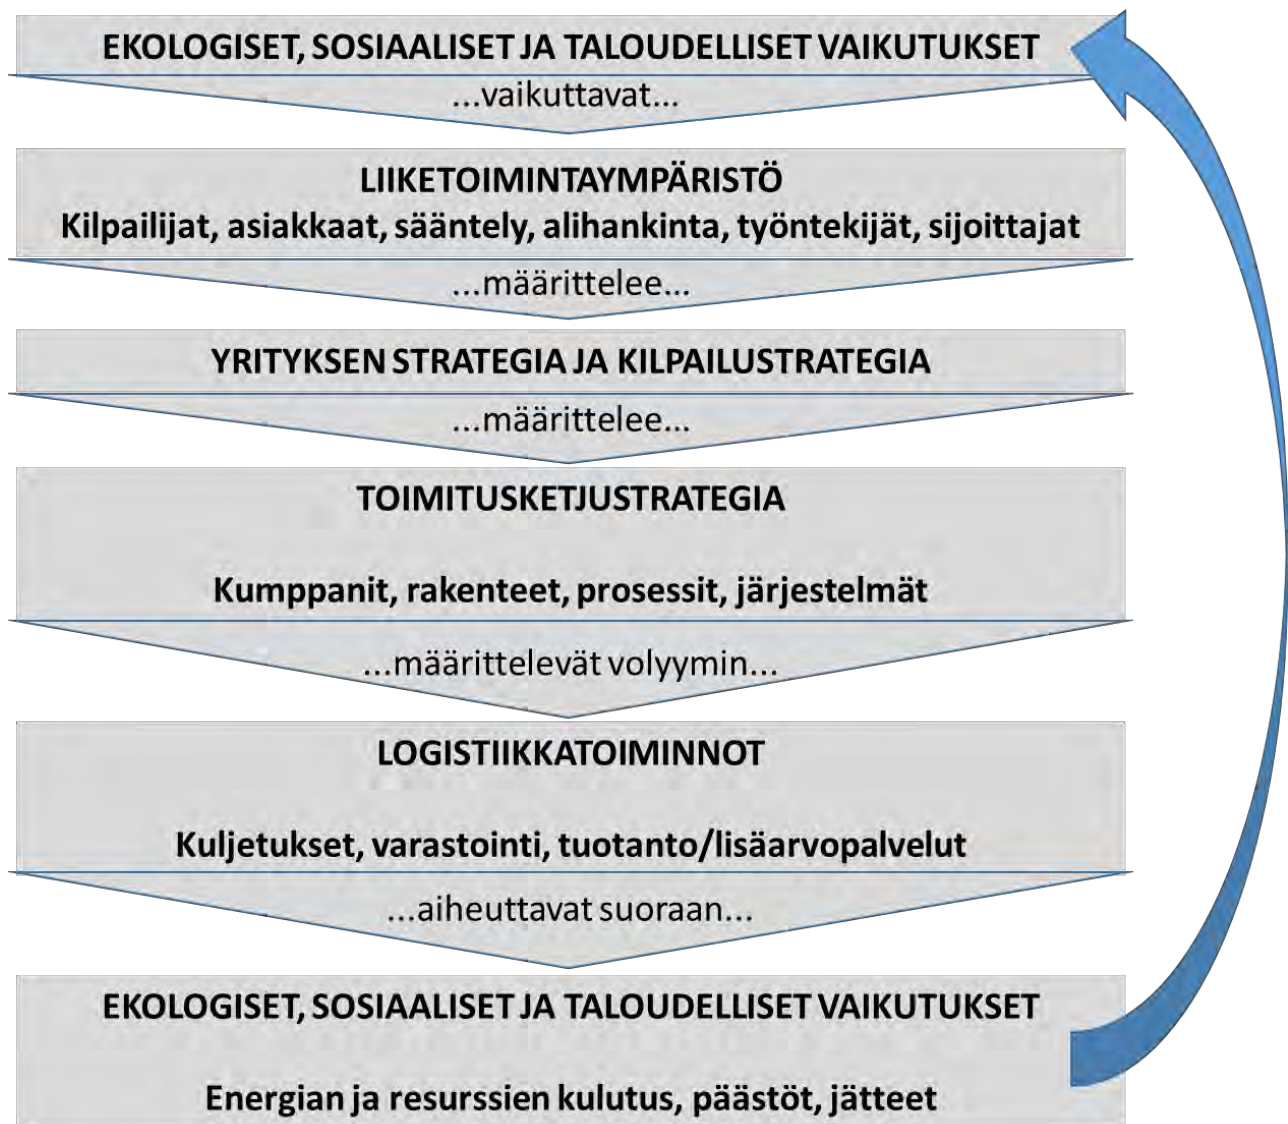 EKOLOGISET, SOSIAALISET JA TALOUDELLISET VAIKUTUKSET
...vaikuttavat...
LIIKETOIMINTAYMPÄRISTÖ
Kilpailijat, asiakkaat, sääntely, alihankinta, työntekijät, sijoittajat
...määrittelee...
YRITYKSEN STRATEGIA JA KILPAILUSTRATEGIA
...määrittelee...
TOIMITUSKETJUSTRATEGIA
Kumppanit, rakenteet, prosessit, järjestelmät
...määrittelevät volyymin...
LOGISTIIKKATOIMINNOT
Kuljetukset, varastointi, tuotanto/lisäarvopalvelut
...aiheuttavat suoraan...
EKOLOGISET, SOSIAALISET JA TALOUDELLISET VAIKUTUKSET
Energian ja resurssien kulutus, päästöt, jätteet